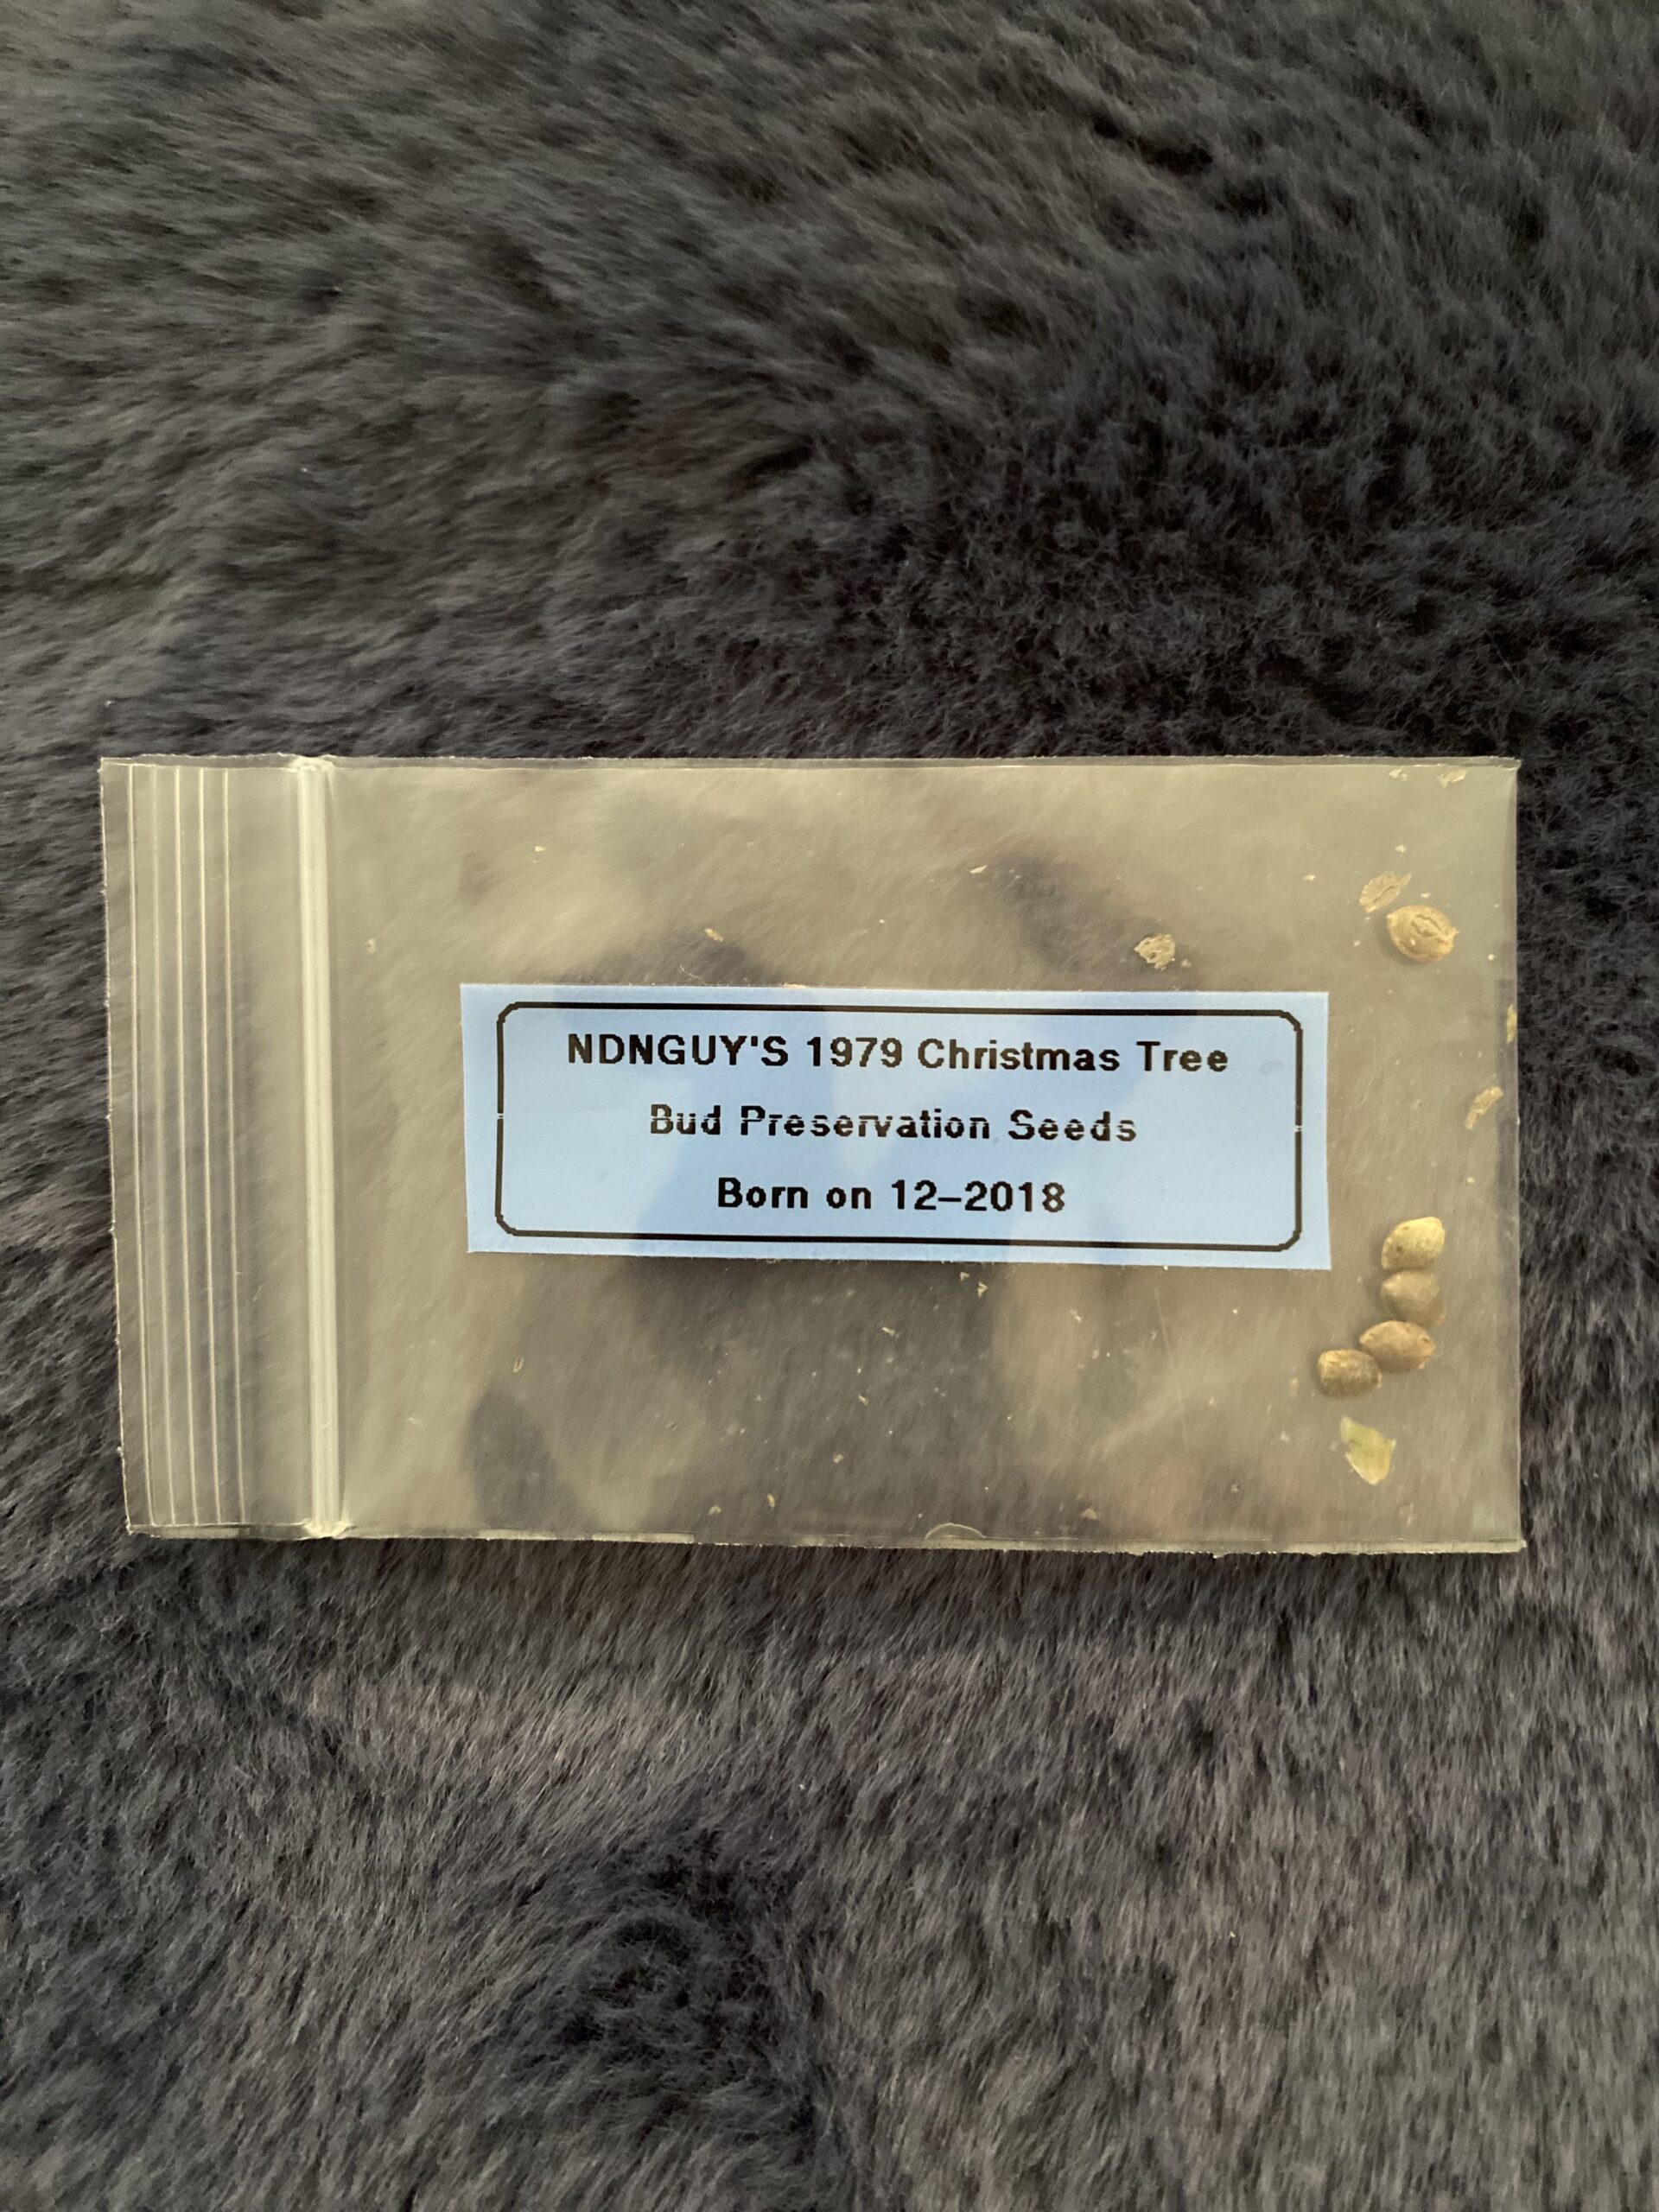 NDNGUY'S 1979 Christmas Tree
Bud Preservation Seeds
Born on 12–2018